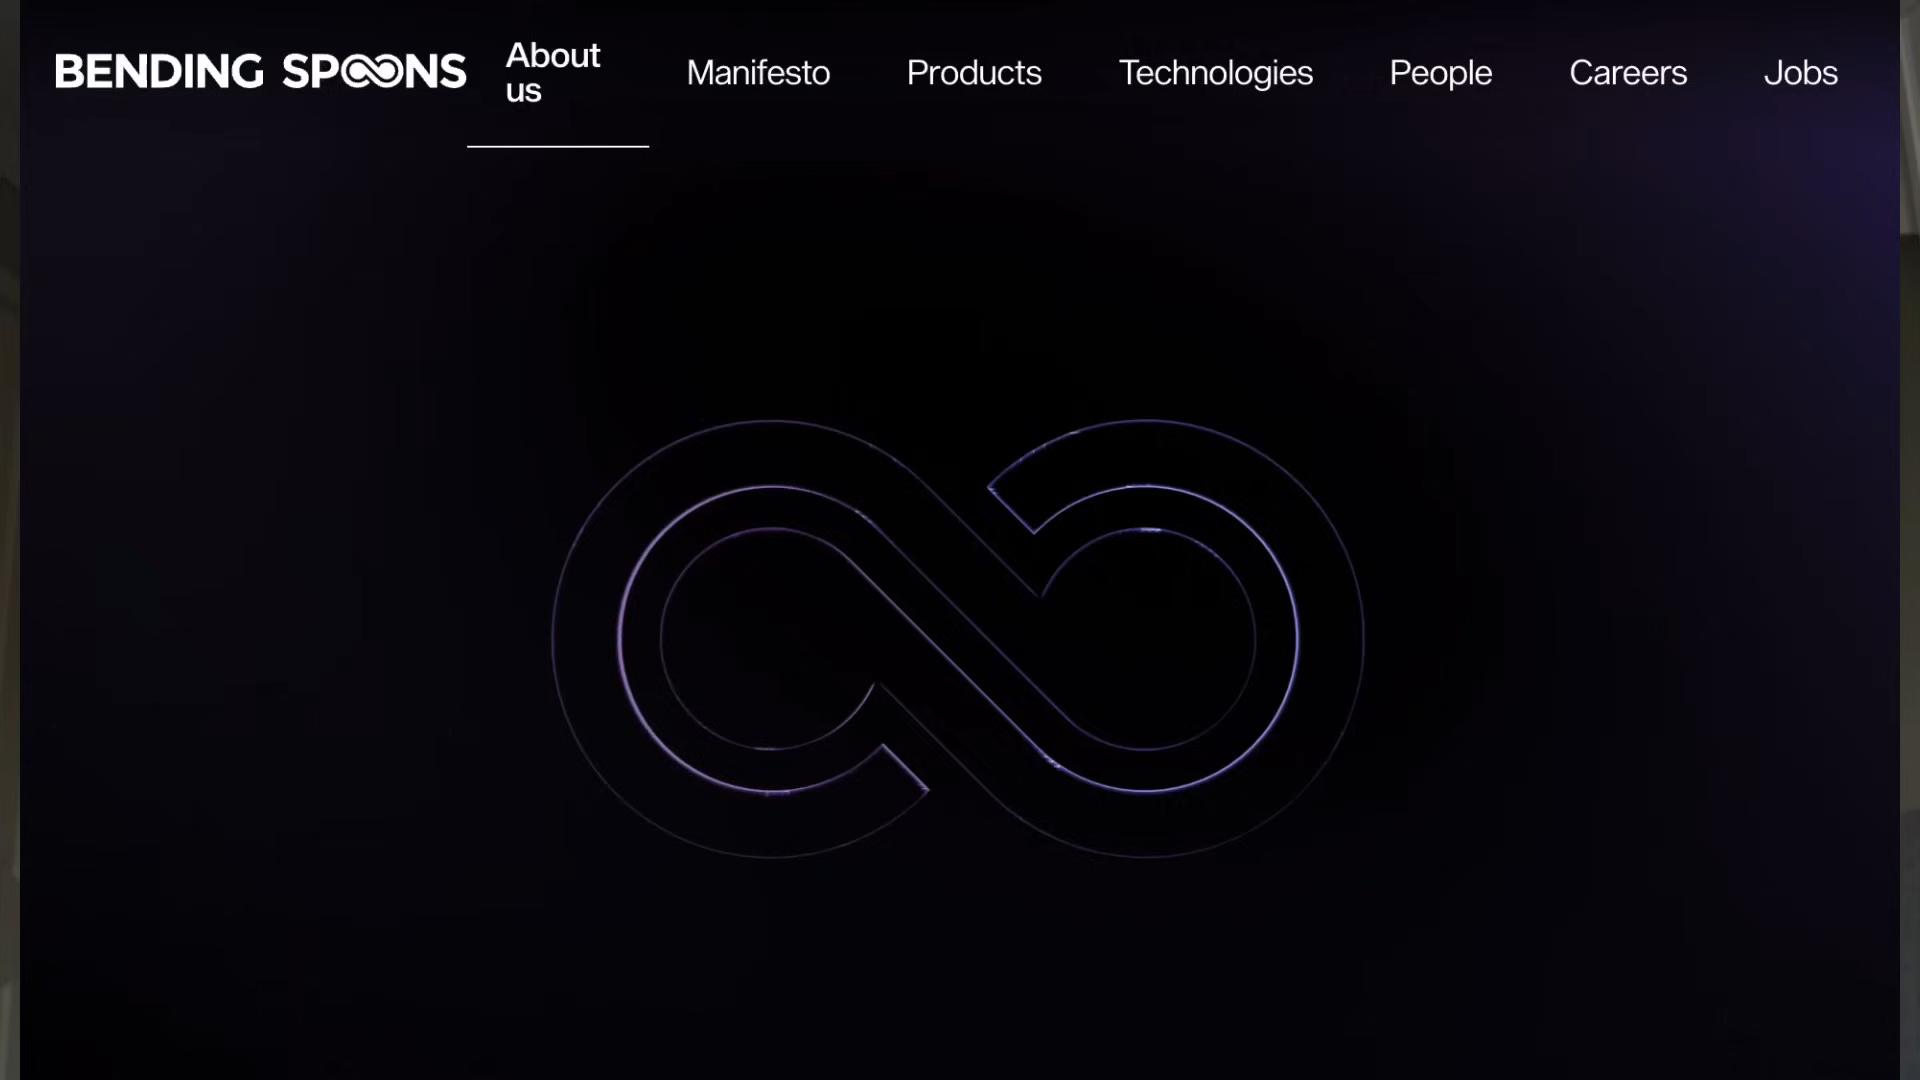 BENDING SPOONS
About
us
Manifesto
Products
Technologies
People
Careers
Jobs